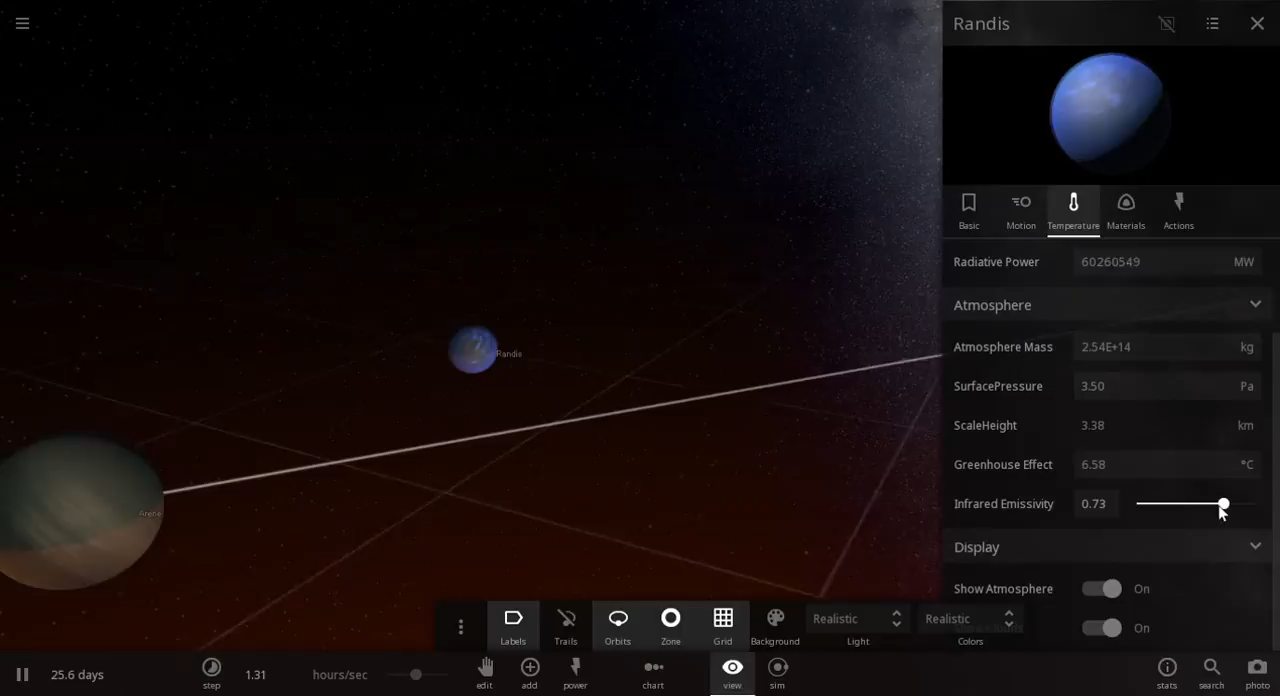 Randis
Basic
Motion
Temperature
Materials
Actions
Radiative Power 60260549 MW
Atmosphere
Atmosphere Mass 2.54E+14 kg
SurfacePressure 3.50 Pa
ScaleHeight 3.38 km
Greenhouse Effect 6.58 °C
Infrared Emissivity 0.73
Display
Show Atmosphere On
On
Randis
Arene
Labels
Trails
Orbits
Zone
Grid
Background
Realistic
Light
Realistic
Colors
25.6 days
step
1.31 hours/sec
edit
add
power
chart
view
sim
stats
search
photo